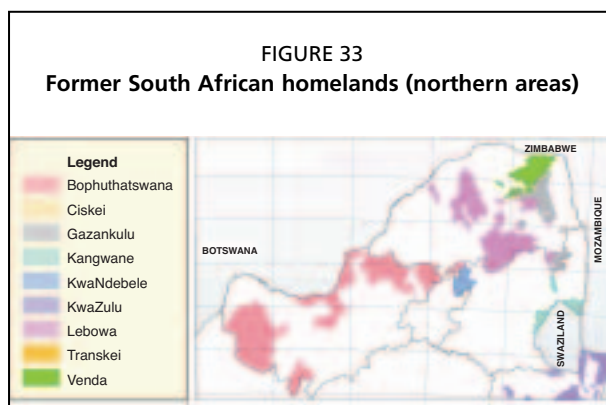 FIGURE 33
Former South African homelands (northern areas)
Legend
Bophuthatswana
Ciskei
Gazankulu
Kangwane
KwaNdebele
KwaZulu
Lebowa
Transkei
Venda
ZIMBABWE
BOTSWANA
MOZAMBIQUE
SWAZILAND